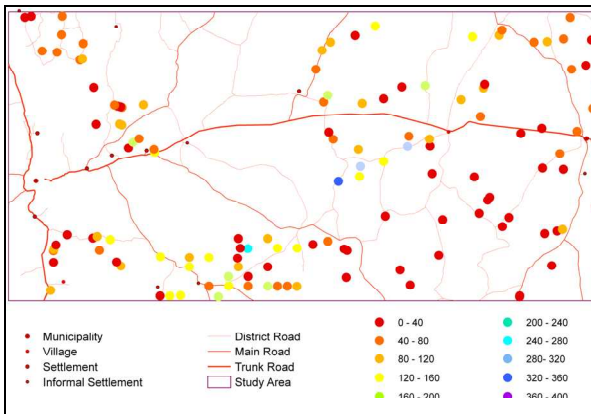 Municipality
Village
Settlement
Informal Settlement
District Road
Main Road
Trunk Road
Study Area
0 - 40
40 - 80
80 - 120
120 - 160
160 - 200
200 - 240
240 - 280
280- 320
320 - 360
360 - 400